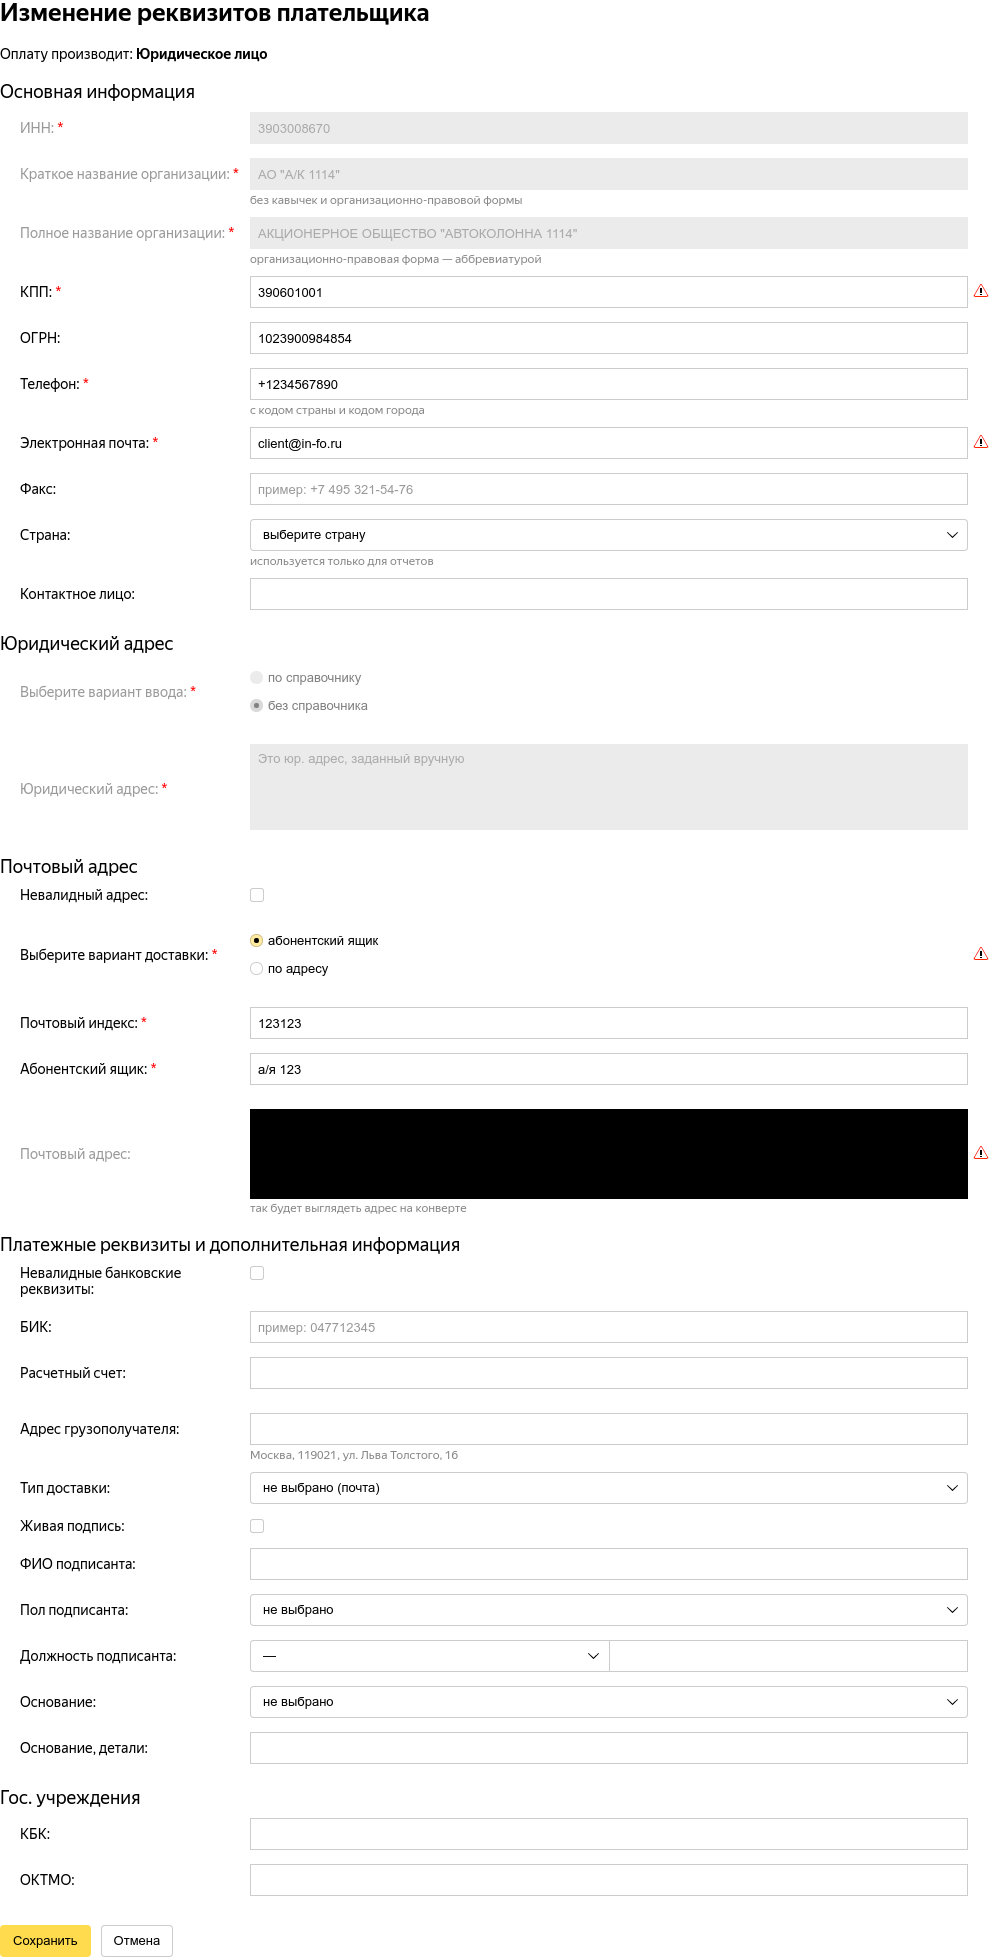 Изменение реквизитов плательщика
Оплату производит: Юридическое лицо
Основная информация
ИНН: *
3903008670
Краткое название организации: *
АО "А/К 1114"
без кавычек и организационно-правовой формы
Полное название организации: *
АКЦИОНЕРНОЕ ОБЩЕСТВО "АВТОКОЛОННА 1114"
организационно-правовая форма — аббревиатурой
КПП: *
390601001
ОГРН:
1023900984854
Телефон: *
+1234567890
с кодом страны и кодом города
Электронная почта: *
client@in-fo.ru
Факс:
пример: +7 495 321-54-76
Страна:
выберите страну
используется только для отчетов
Контактное лицо:
Юридический адрес
Выберите вариант ввода: *
по справочнику
без справочника
Юридический адрес: *
Это юр. адрес, заданный вручную
Почтовый адрес
Невалидный адрес:
Выберите вариант доставки: *
абонентский ящик
по адресу
Почтовый индекс: *
123123
Абонентский ящик: *
а/я 123
Почтовый адрес:
так будет выглядеть адрес на конверте
Платежные реквизиты и дополнительная информация
Невалидные банковские
реквизиты:
БИК:
пример: 047712345
Расчетный счет:
Адрес грузополучателя:
Москва, 119021, ул. Льва Толстого, 16
Тип доставки:
не выбрано (почта)
Живая подпись:
ФИО подписанта:
Пол подписанта:
не выбрано
Должность подписанта:
—
Основание:
не выбрано
Основание, детали:
Гос. учреждения
КБК:
ОКТМО:
Сохранить
Отмена